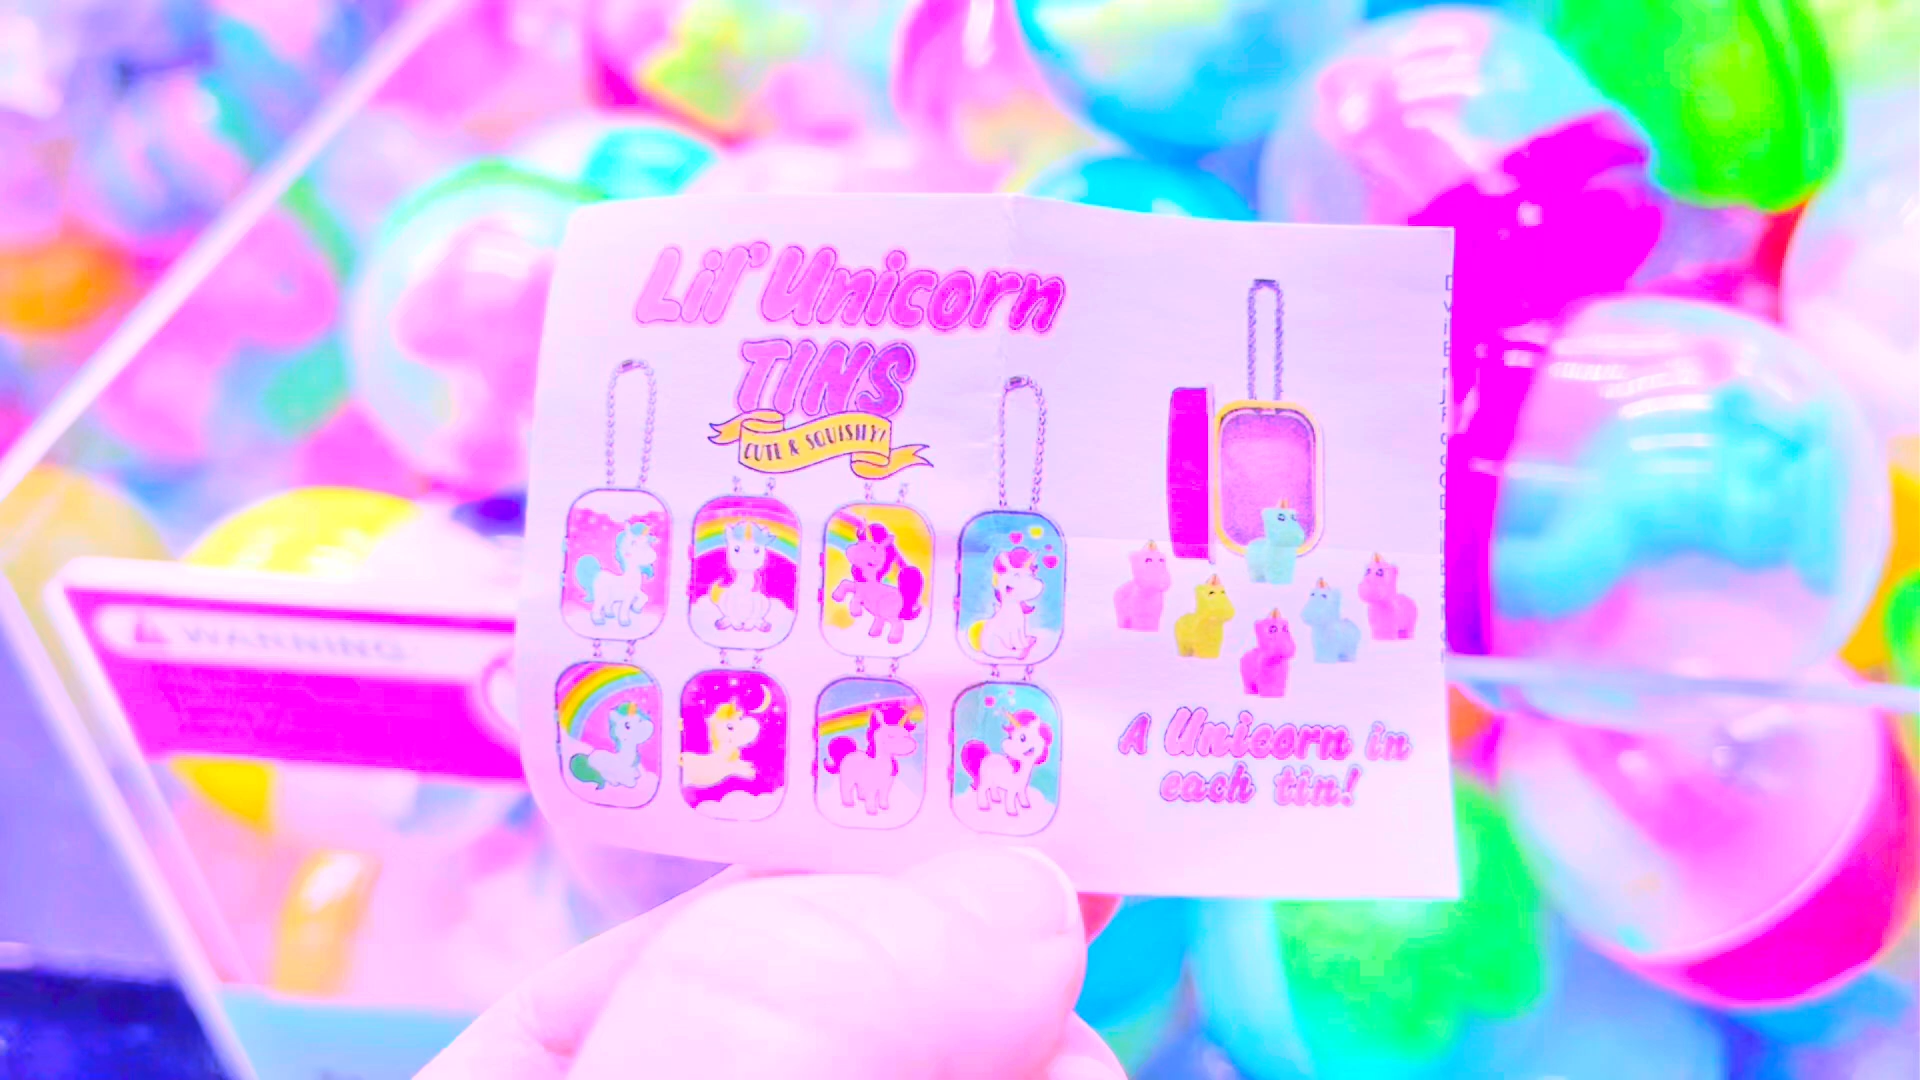 Lil' Unicorn
TINS
CUTE & SQUISHY!
A Unicorn in
each tin!
WARNING